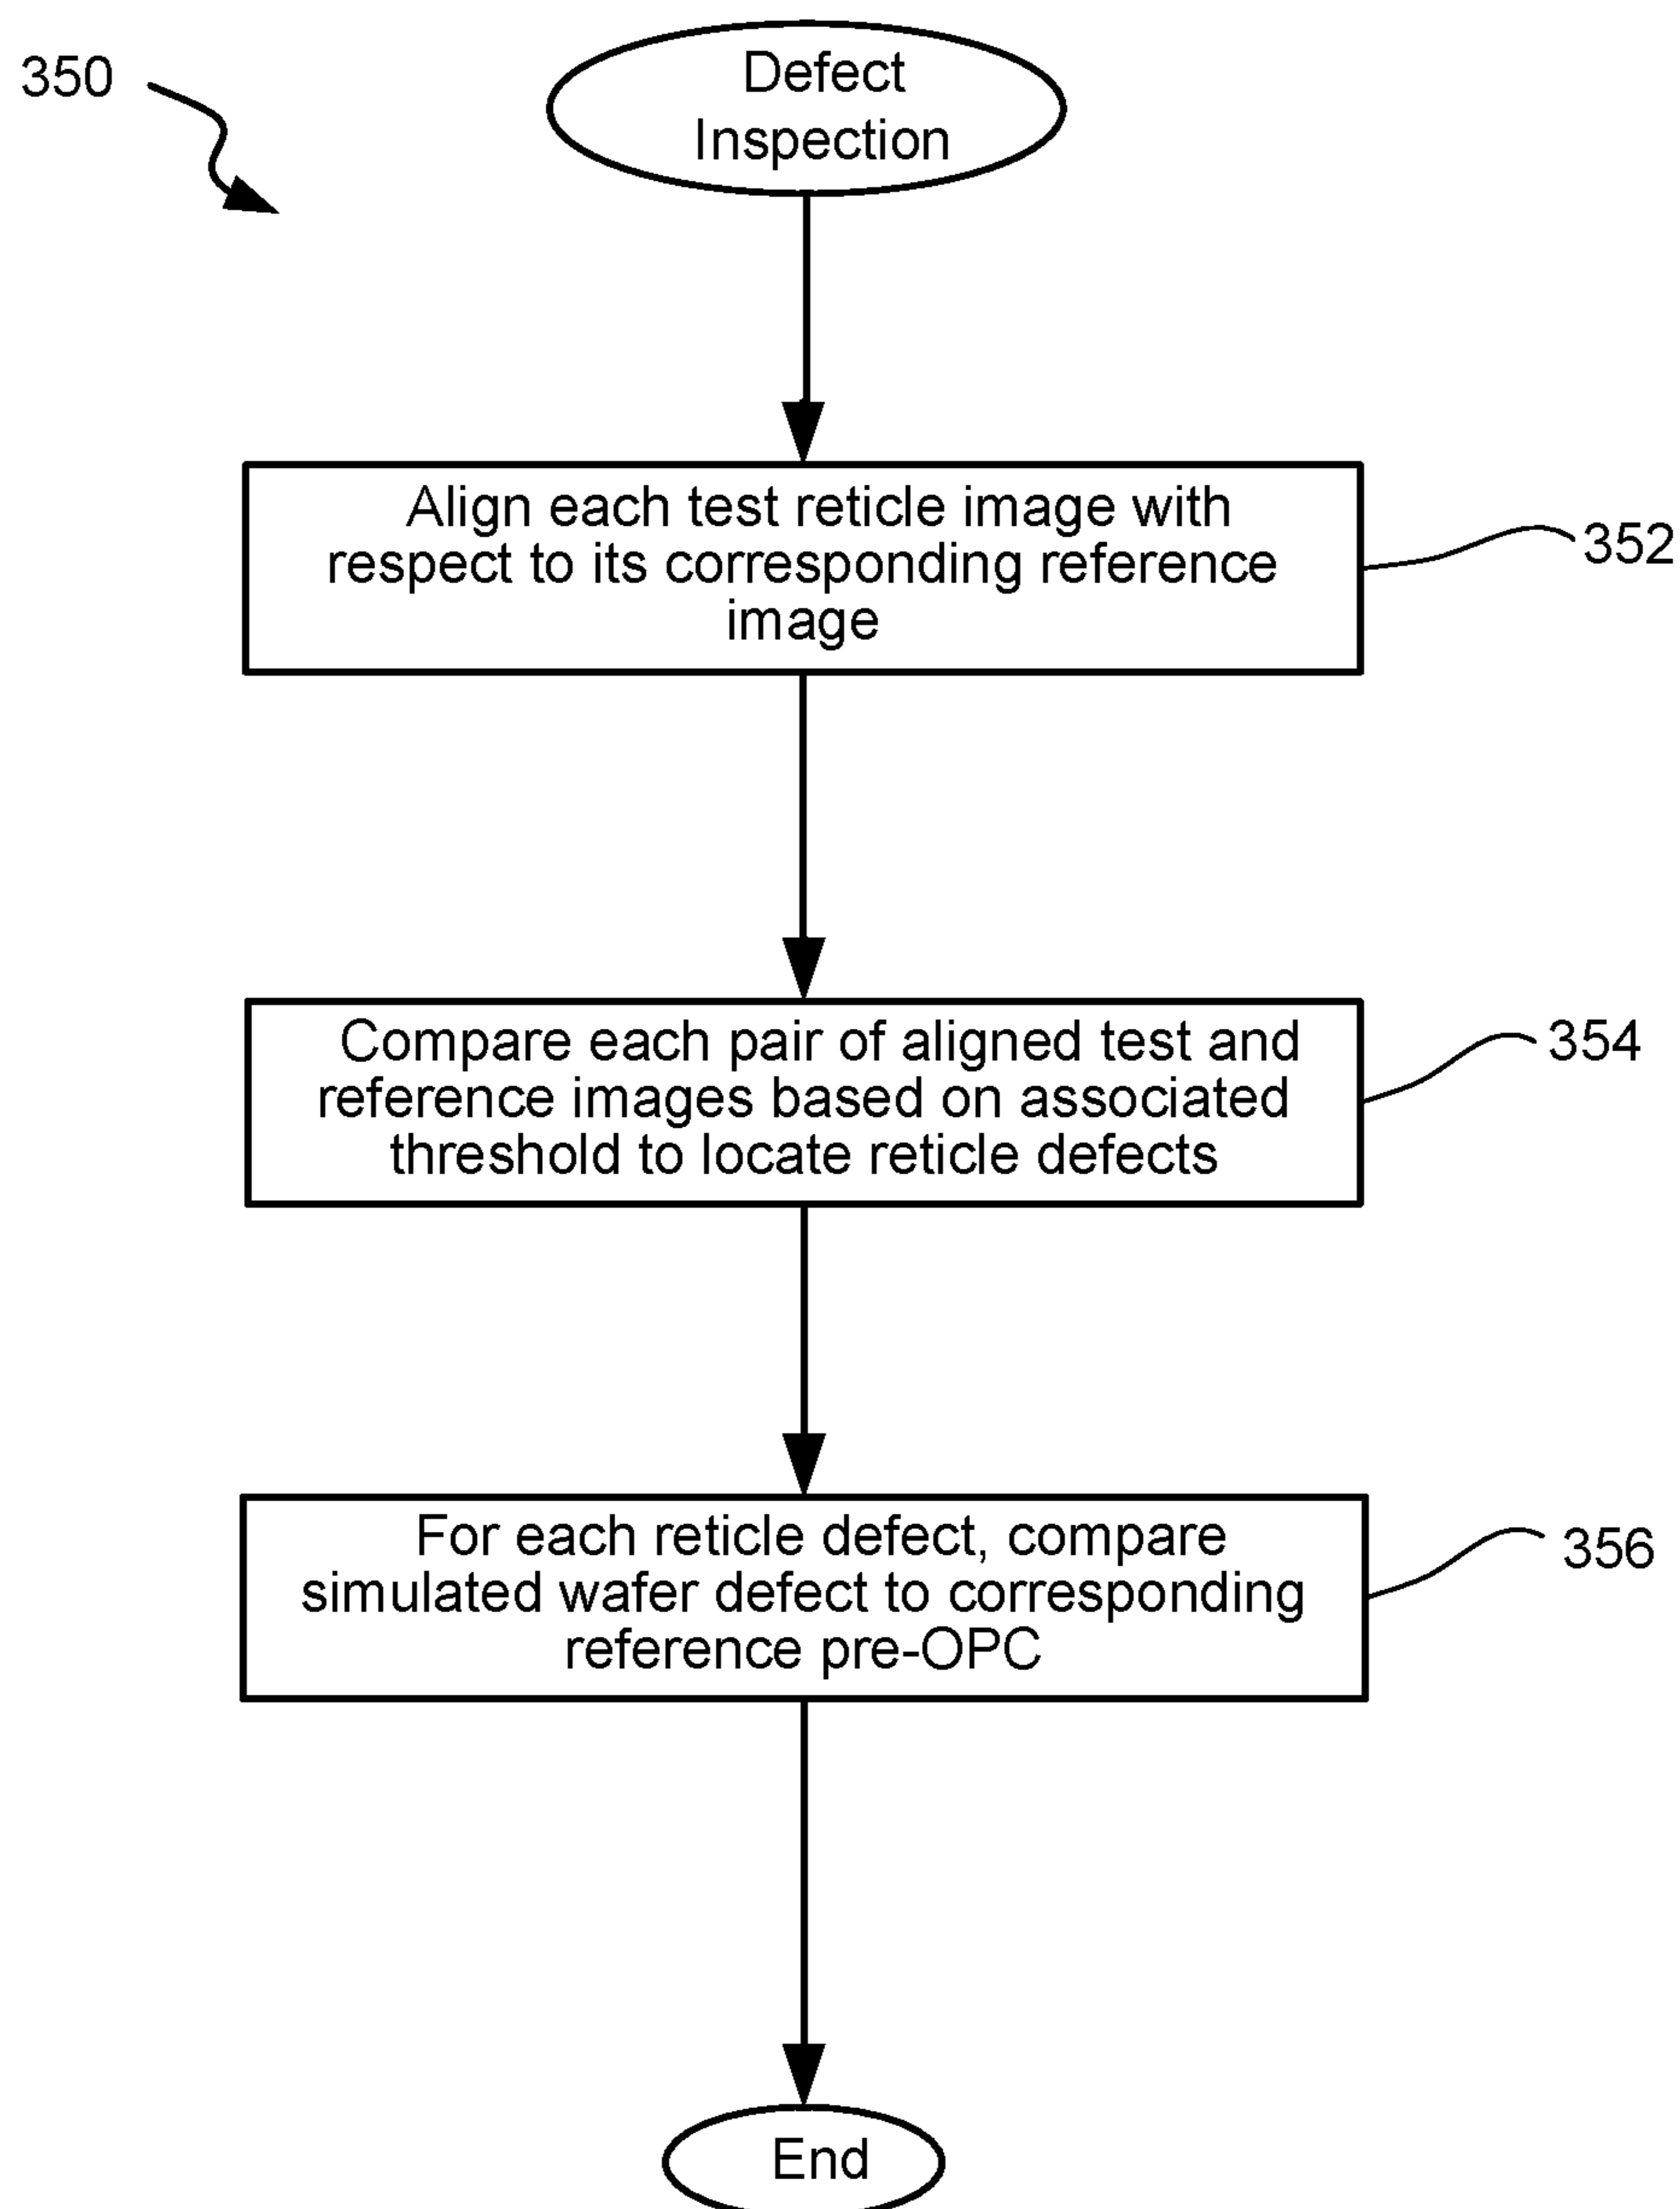 350
Defect
Inspection
Align each test reticle image with
respect to its corresponding reference
image
352
Compare each pair of aligned test and
reference images based on associated
threshold to locate reticle defects
354
For each reticle defect, compare
simulated wafer defect to corresponding
reference pre-OPC
356
End